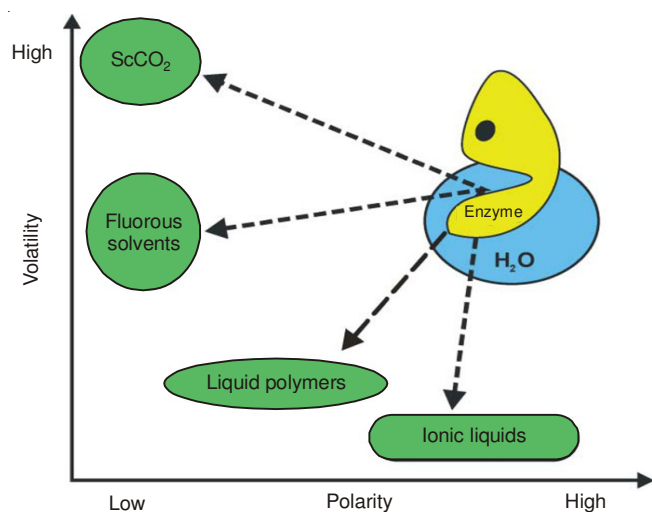 High
ScCO₂
Fluorous
solvents
Volatility
Enzyme
H₂O
Liquid polymers
Ionic liquids
Low
Polarity
High